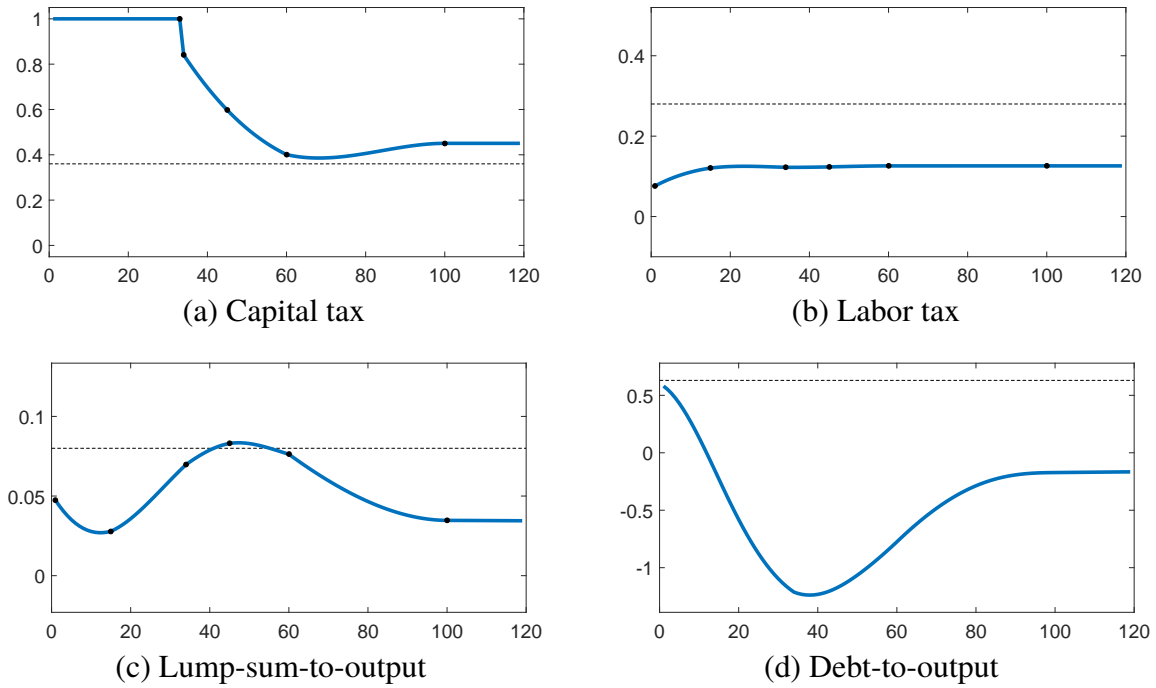 1
0.8
0.6
0.4
0.2
0
0 20 40 60 80 100 120
(a) Capital tax
0.4
0.2
0
0 20 40 60 80 100 120
(b) Labor tax
0.1
0.05
0
0 20 40 60 80 100 120
(c) Lump-sum-to-output
0.5
0
-0.5
-1
0 20 40 60 80 100 120
(d) Debt-to-output